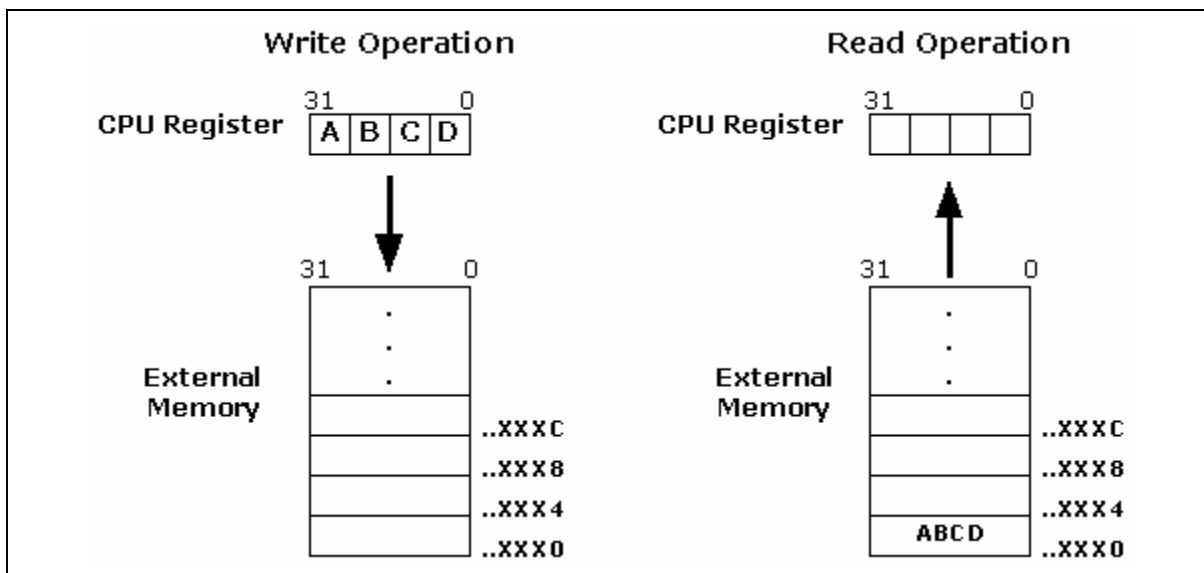 Write Operation
31 0
CPU Register A B C D
31 0
.
.
.
External
Memory
..XXXC
..XXX8
..XXX4
..XXX0
Read Operation
31 0
CPU Register
31 0
.
.
.
External
Memory
..XXXC
..XXX8
..XXX4
ABCD
..XXX0